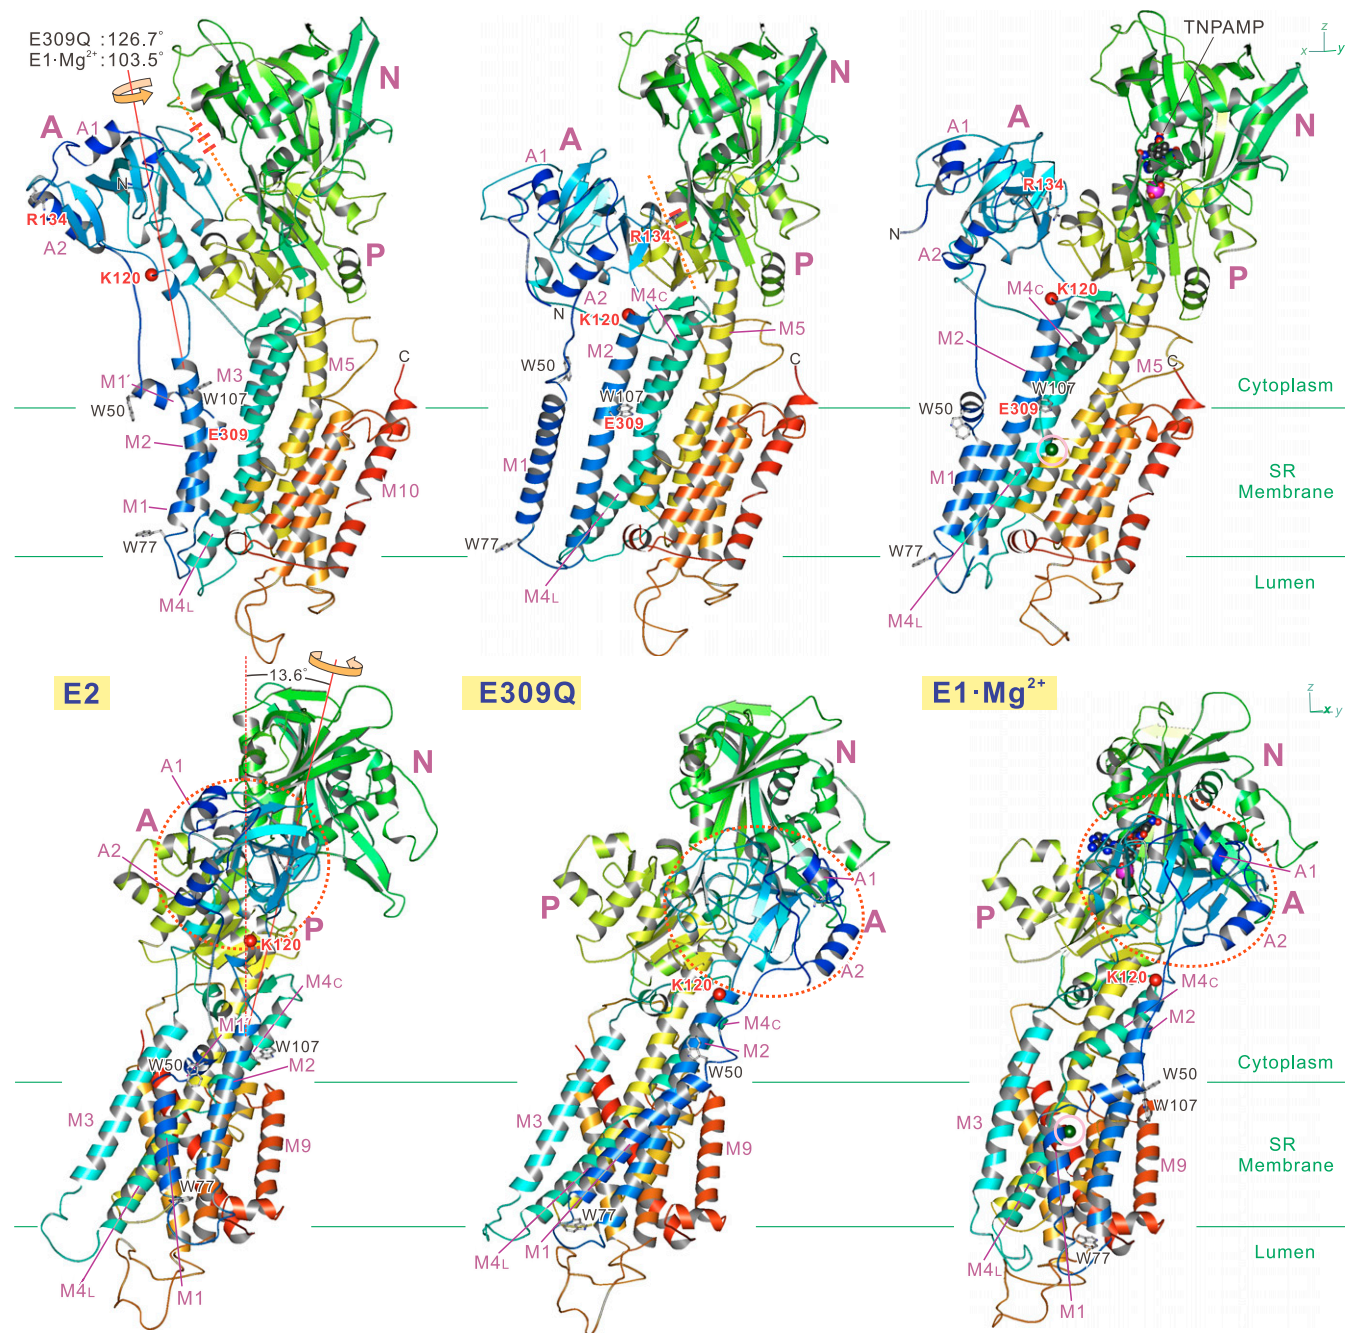 E309Q :126.7°
E1·Mg2+:103.5°
A
A1
N
R134
A2
K120
N
P
M1´
M3
W107
M5
W50
E309
M2
M1
W77
M4L
M10
C
A
A1
N
R134
A2
N
K120
M4C
P
M5
M2
W50
W107
E309
C
M1
W77
M4L
TNPAMP
z
x
y
A
A1
N
R134
N
A2
M4C
K120
P
M2
M5
C
W107
W50
E309
M1
W77
M4L
Cytoplasm
SR
Membrane
Lumen
E2
13.6°
E309Q
E1·Mg2+
z
x
y
A1
A
A2
N
P
K120
M4C
M1´
W107
W50
M2
M3
M9
W77
M4L
M1
N
P
A1
A
A2
K120
M4C
M2
W50
M3
M9
W77
M1
M4L
N
A1
P
A
A2
K120
M4C
M2
W50
W107
M3
M9
W77
M4L
M1
Cytoplasm
SR
Membrane
Lumen